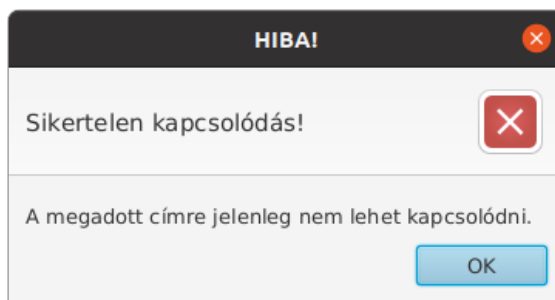 HIBA!
Sikertelen kapcsolódás!
A megadott címre jelenleg nem lehet kapcsolódni.
OK